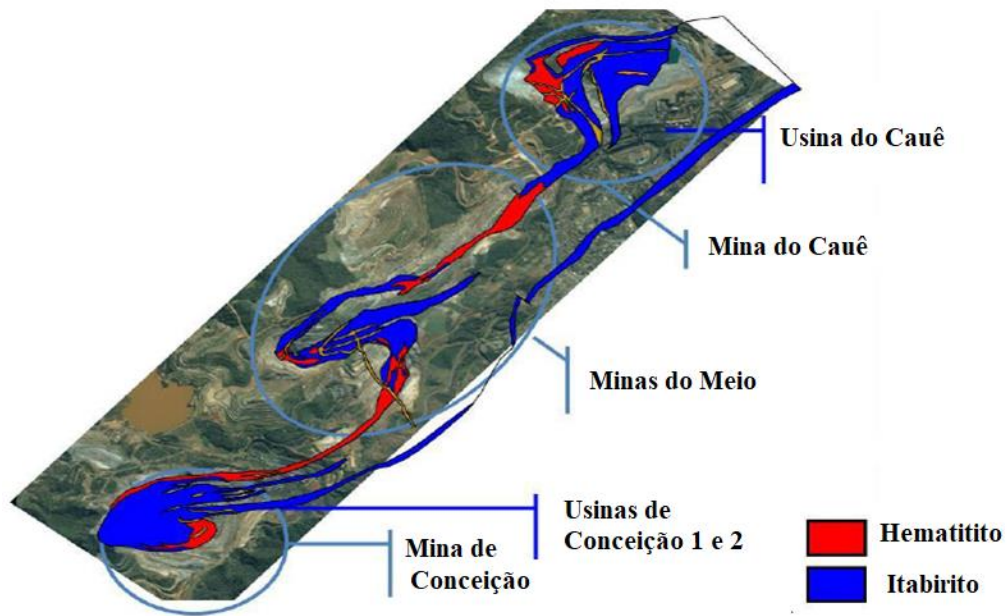 Usina do Cauê
Mina do Cauê
Minas do Meio
Usinas de
Conceição 1 e 2
Mina de
Conceição
Hematitito
Itabirito